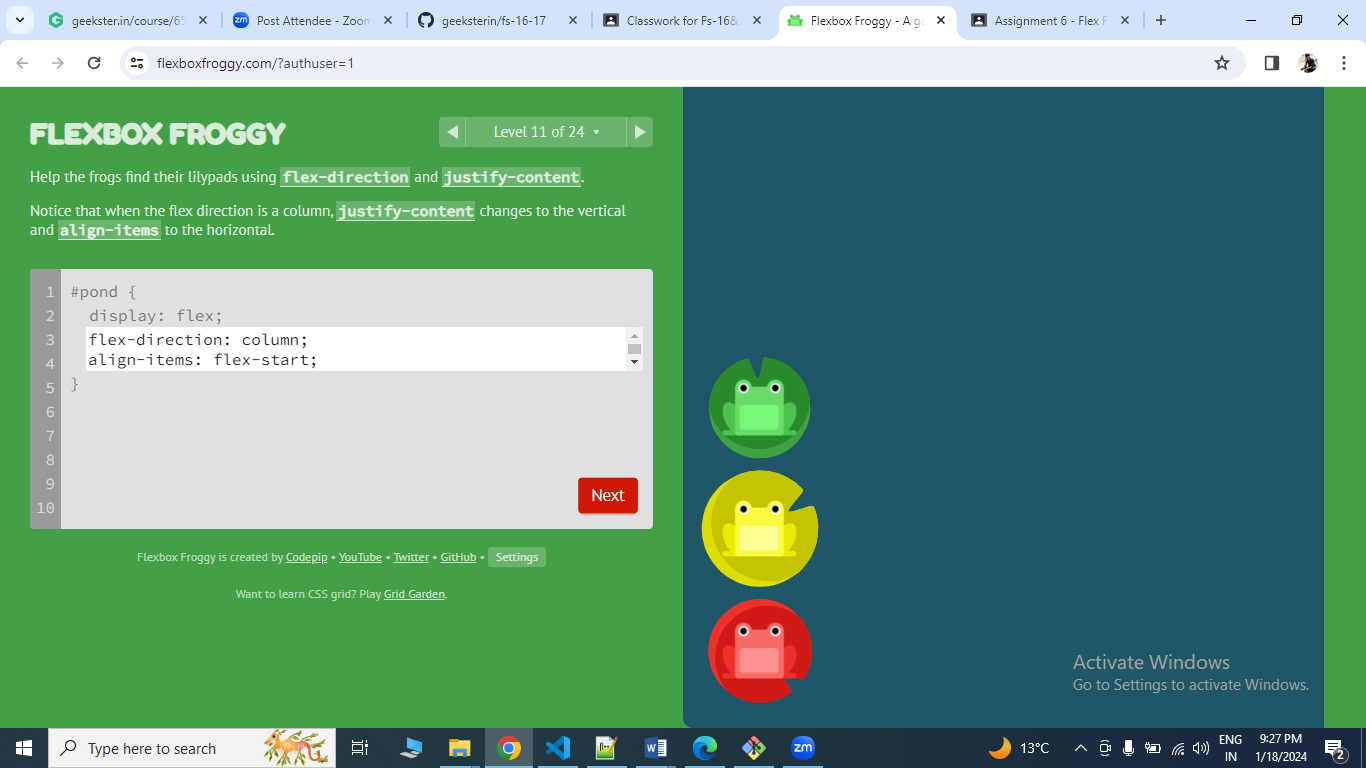 geekster.in/course/65
Post Attendee - Zoom
geeksterin/fs-16-17
Classwork for Fs-16&
Flexbox Froggy - A ga
Assignment 6 - Flex F
flexboxfroggy.com/?authuser=1
FLEXBOX FROGGY
Level 11 of 24
Help the frogs find their lilypads using flex-direction and justify-content.
Notice that when the flex direction is a column, justify-content changes to the vertical
and align-items to the horizontal.
1 #pond {
2 display: flex;
3 flex-direction: column;
4 align-items: flex-start;
5 }
6
7
8
9
10
Next
Flexbox Froggy is created by Codepip • YouTube • Twitter • GitHub • Settings
Want to learn CSS grid? Play Grid Garden.
Activate Windows
Go to Settings to activate Windows.
Type here to search
zm
13°C
ENG
IN
9:27 PM
1/18/2024
2